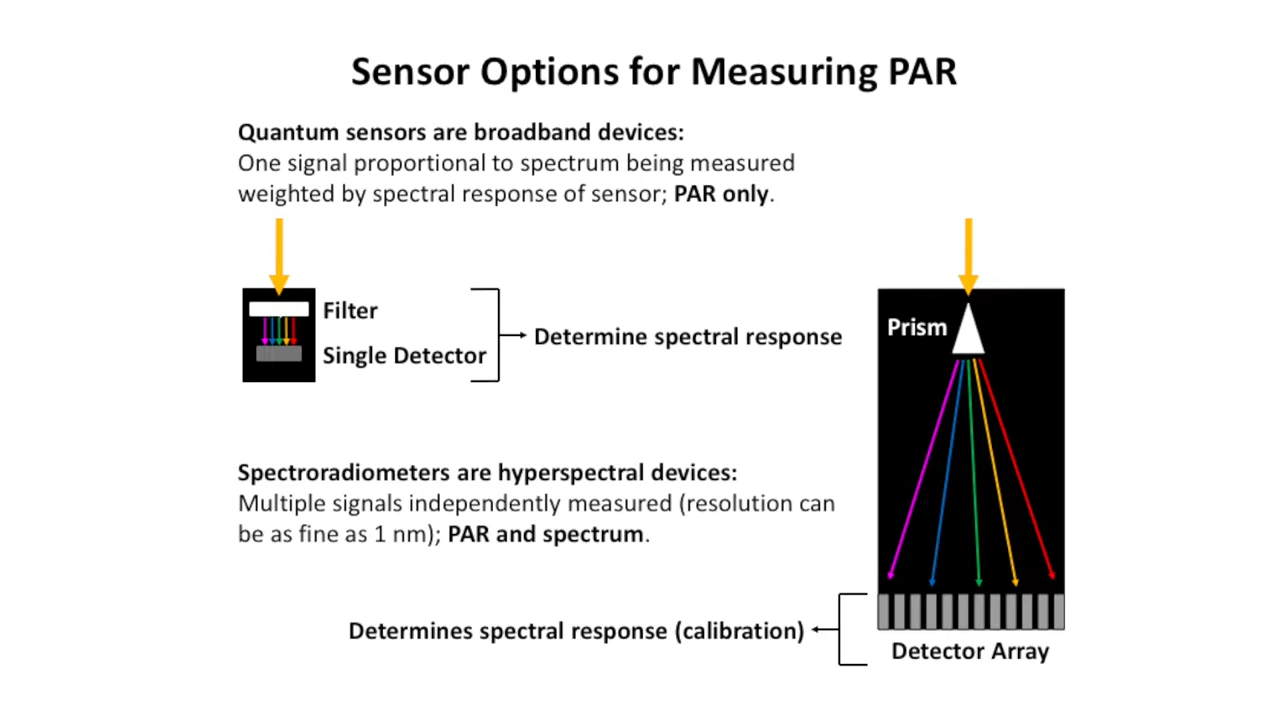 Sensor Options for Measuring PAR
Quantum sensors are broadband devices:
One signal proportional to spectrum being measured
weighted by spectral response of sensor; PAR only.
Filter
Single Detector
Determine spectral response
Prism
Spectroradiometers are hyperspectral devices:
Multiple signals independently measured (resolution can
be as fine as 1 nm); PAR and spectrum.
Determines spectral response (calibration)
Detector Array